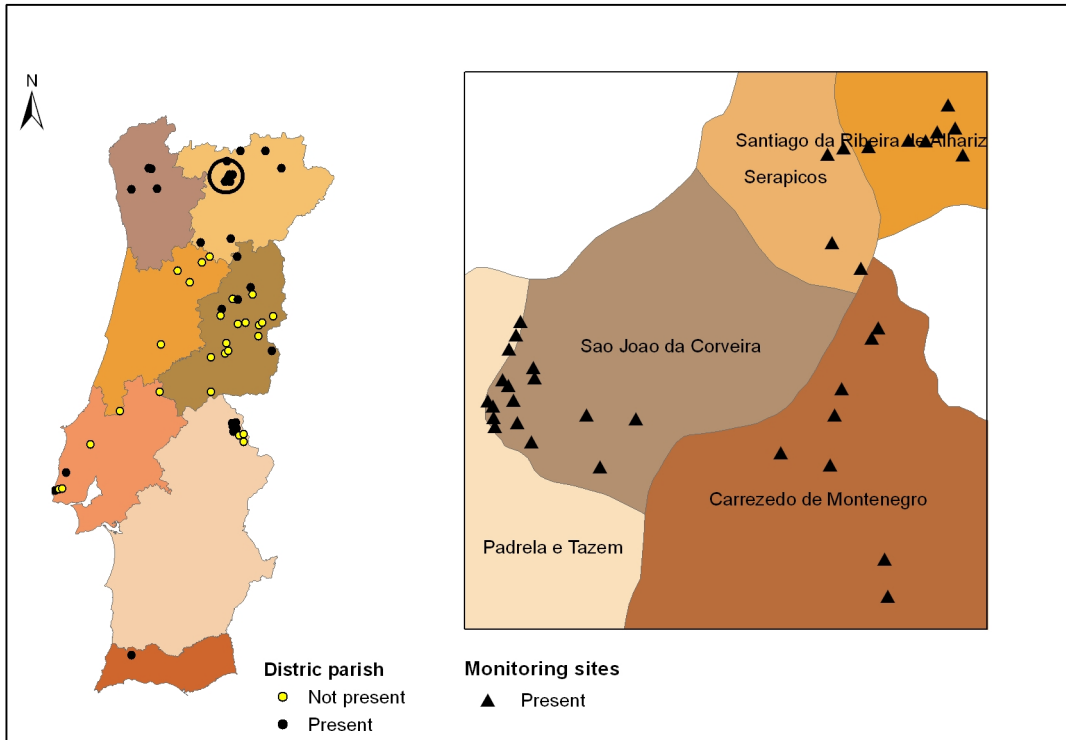 N
Santiago da Ribeira de Alhariz
Serapicos
Sao Joao da Corveira
Carrezedo de Montenegro
Padrela e Tazem
Distric parish
Not present
Present
Monitoring sites
Present